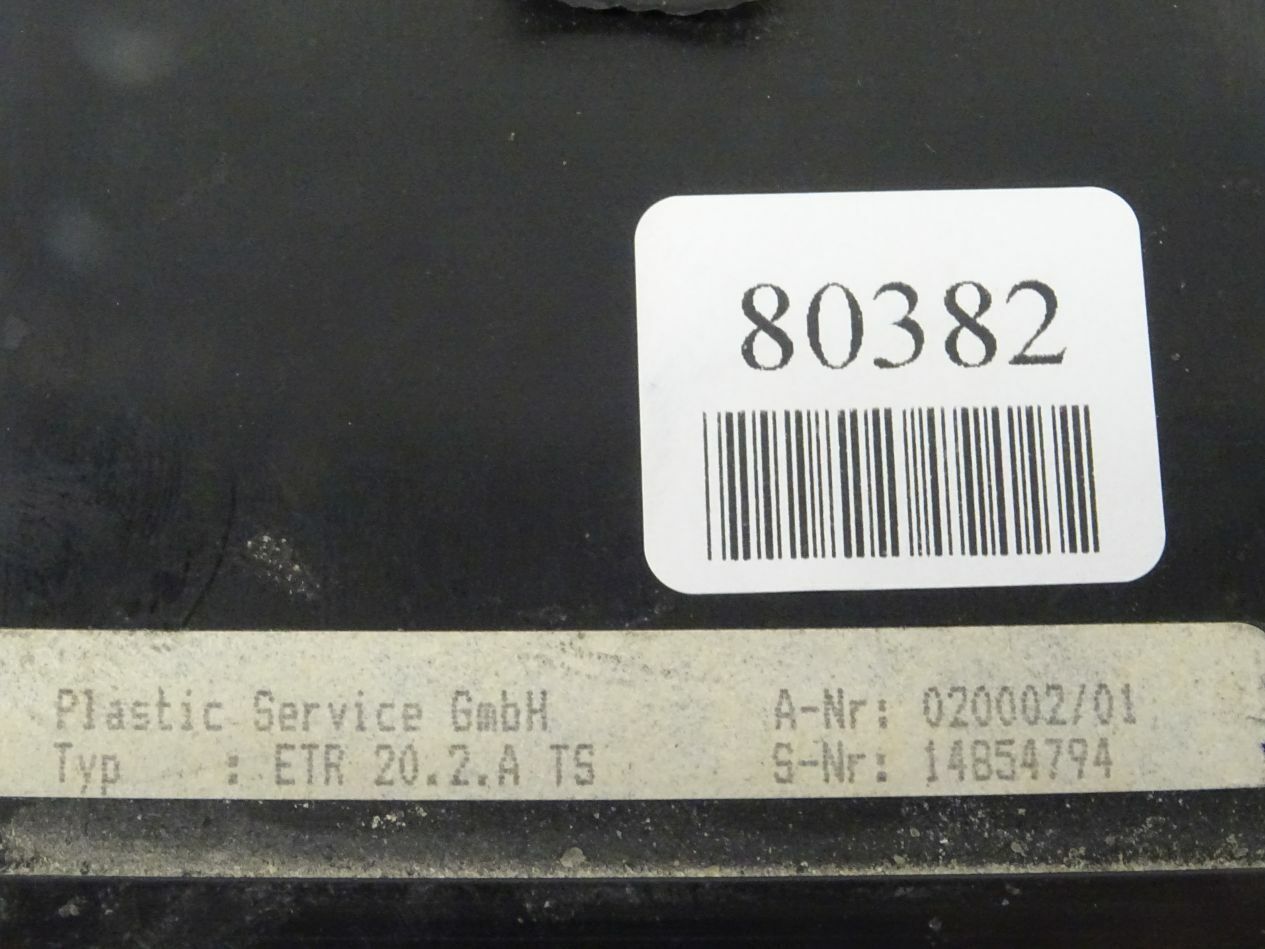 80382
Plastic Service GmbH A-Nr: 020002/01
Typ : ETR 20.2.A TS S-Nr: 14854794